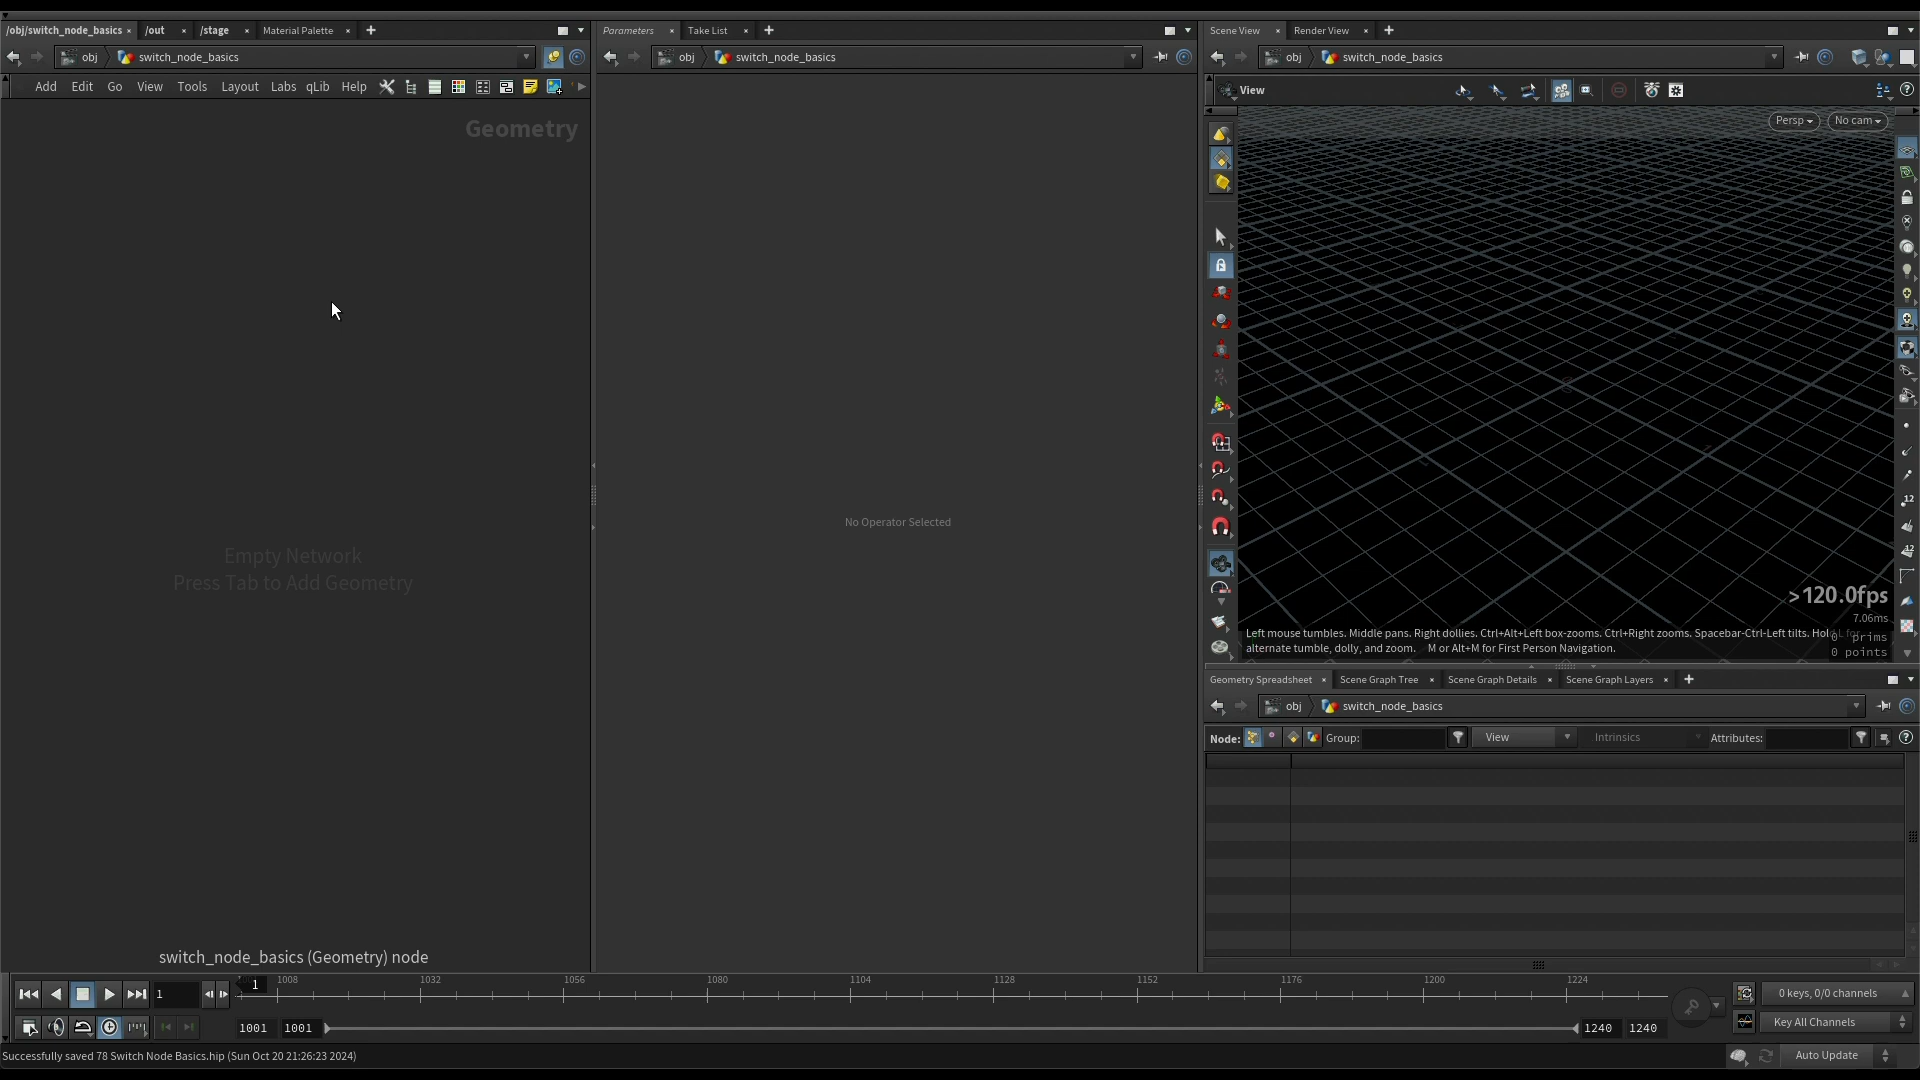 /obj/switch_node_basics × /out × /stage × Material Palette × +
obj switch_node_basics
Add Edit Go View Tools Layout Labs qLib Help
Geometry
Empty Network
Press Tab to Add Geometry
switch_node_basics (Geometry) node
Parameters × Take List × +
obj switch_node_basics
No Operator Selected
Scene View × Render View × +
obj switch_node_basics
View
Persp No cam
12
12
>120.0fps
7.06ms
0 prims
0 points
Left mouse tumbles. Middle pans. Right dollies. Ctrl+Alt+Left box-zooms. Ctrl+Right zooms. Spacebar-Ctrl-Left tilts. Hold L for
alternate tumble, dolly, and zoom. M or Alt+M for First Person Navigation.
Geometry Spreadsheet × Scene Graph Tree × Scene Graph Details × Scene Graph Layers × +
obj switch_node_basics
Node: Group: View Intrinsics Attributes:
1 1 1008 1032 1056 1080 1104 1128 1152 1176 1200 1224
0 keys, 0/0 channels
1001 1001 1240 1240
Key All Channels
Successfully saved 78 Switch Node Basics.hip (Sun Oct 20 21:26:23 2024)
Auto Update